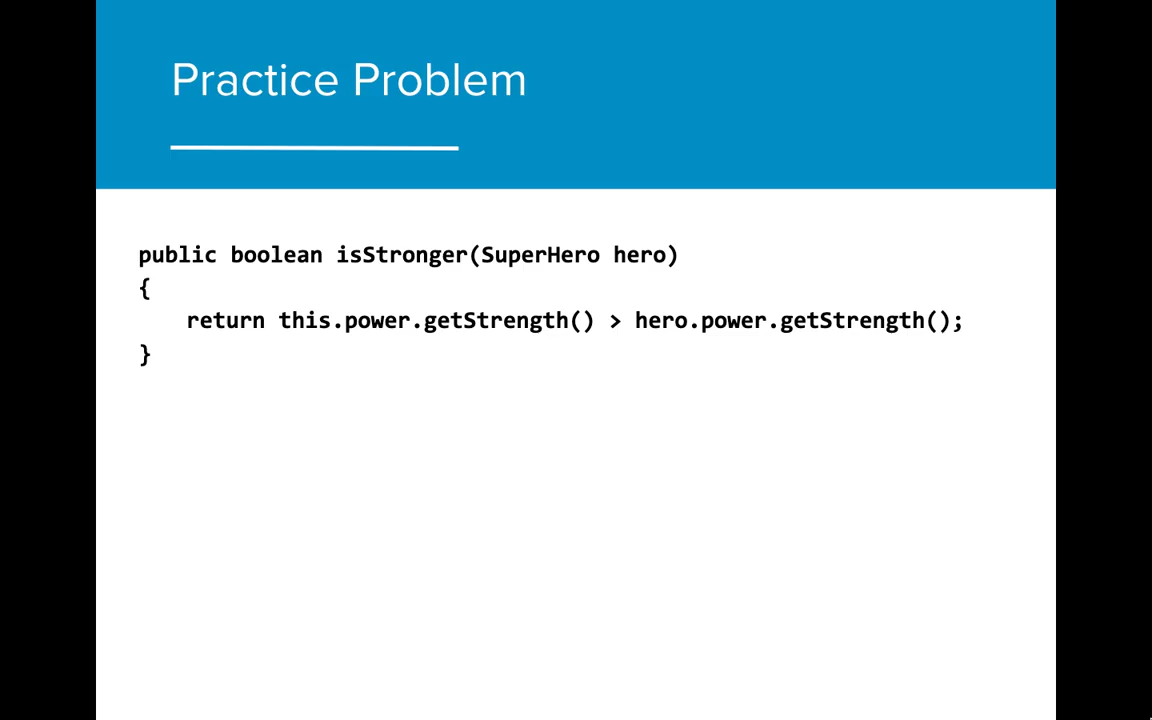 Practice Problem
public boolean isStronger(SuperHero hero)
{
return this.power.getStrength() > hero.power.getStrength();
}